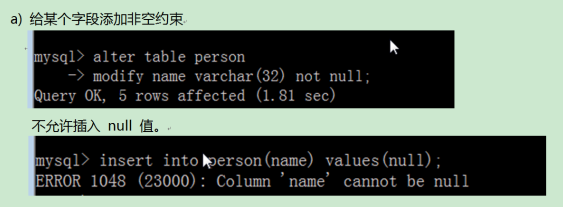 a) 给某个字段添加非空约束
mysql> alter table person
-> modify name varchar(32) not null;
Query OK, 5 rows affected (1.81 sec)
不允许插入 null 值。
mysql> insert into person(name) values(null);
ERROR 1048 (23000): Column 'name' cannot be null